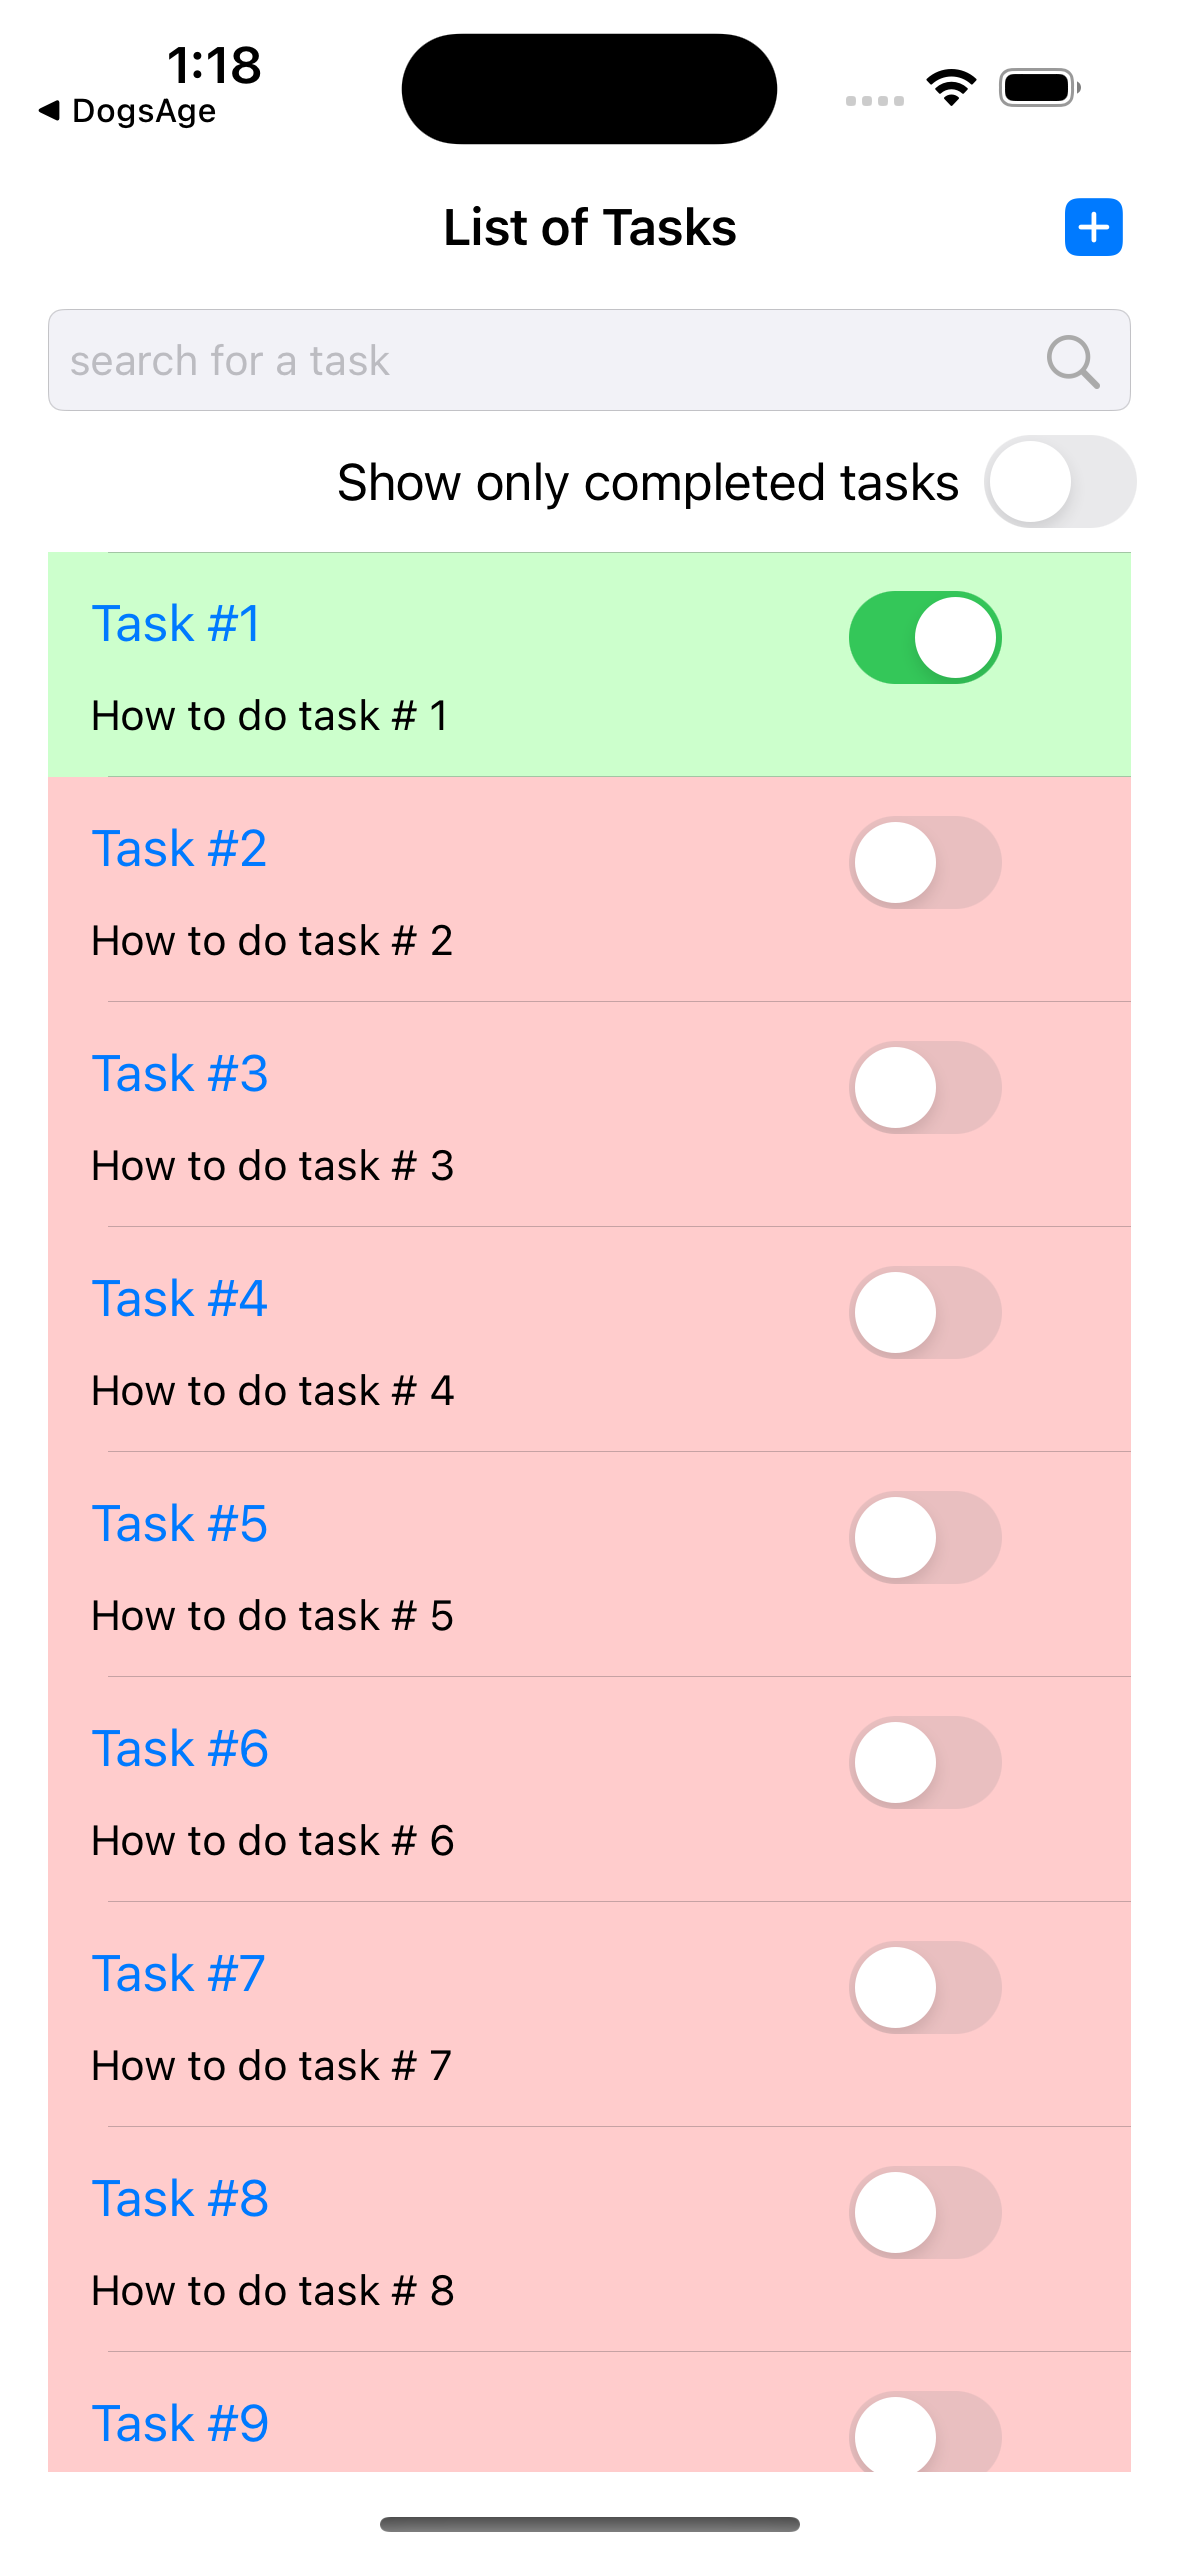 1:18
DogsAge
List of Tasks
search for a task
Show only completed tasks
Task #1
How to do task # 1
Task #2
How to do task # 2
Task #3
How to do task # 3
Task #4
How to do task # 4
Task #5
How to do task # 5
Task #6
How to do task # 6
Task #7
How to do task # 7
Task #8
How to do task # 8
Task #9